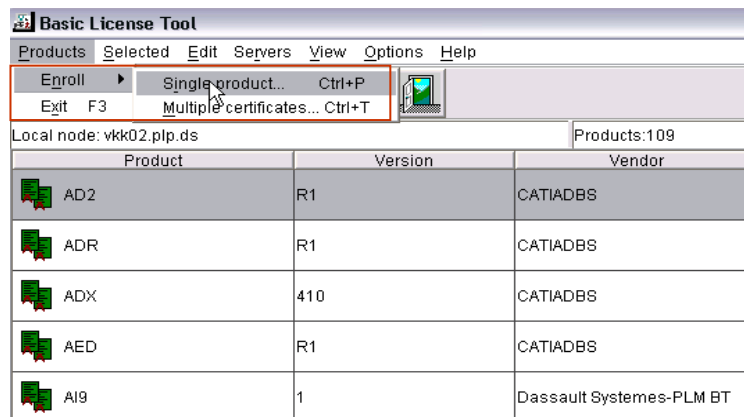 Basic License Tool
Products Selected Edit Servers View Options Help
Enroll Single product... Ctrl+P
Exit F3 Multiple certificates... Ctrl+T
Local node: vkk02.plp.ds Products:109
Product Version Vendor
AD2 R1 CATIADBS
ADR R1 CATIADBS
ADX 410 CATIADBS
AED R1 CATIADBS
AI9 1 Dassault Systemes-PLM BT